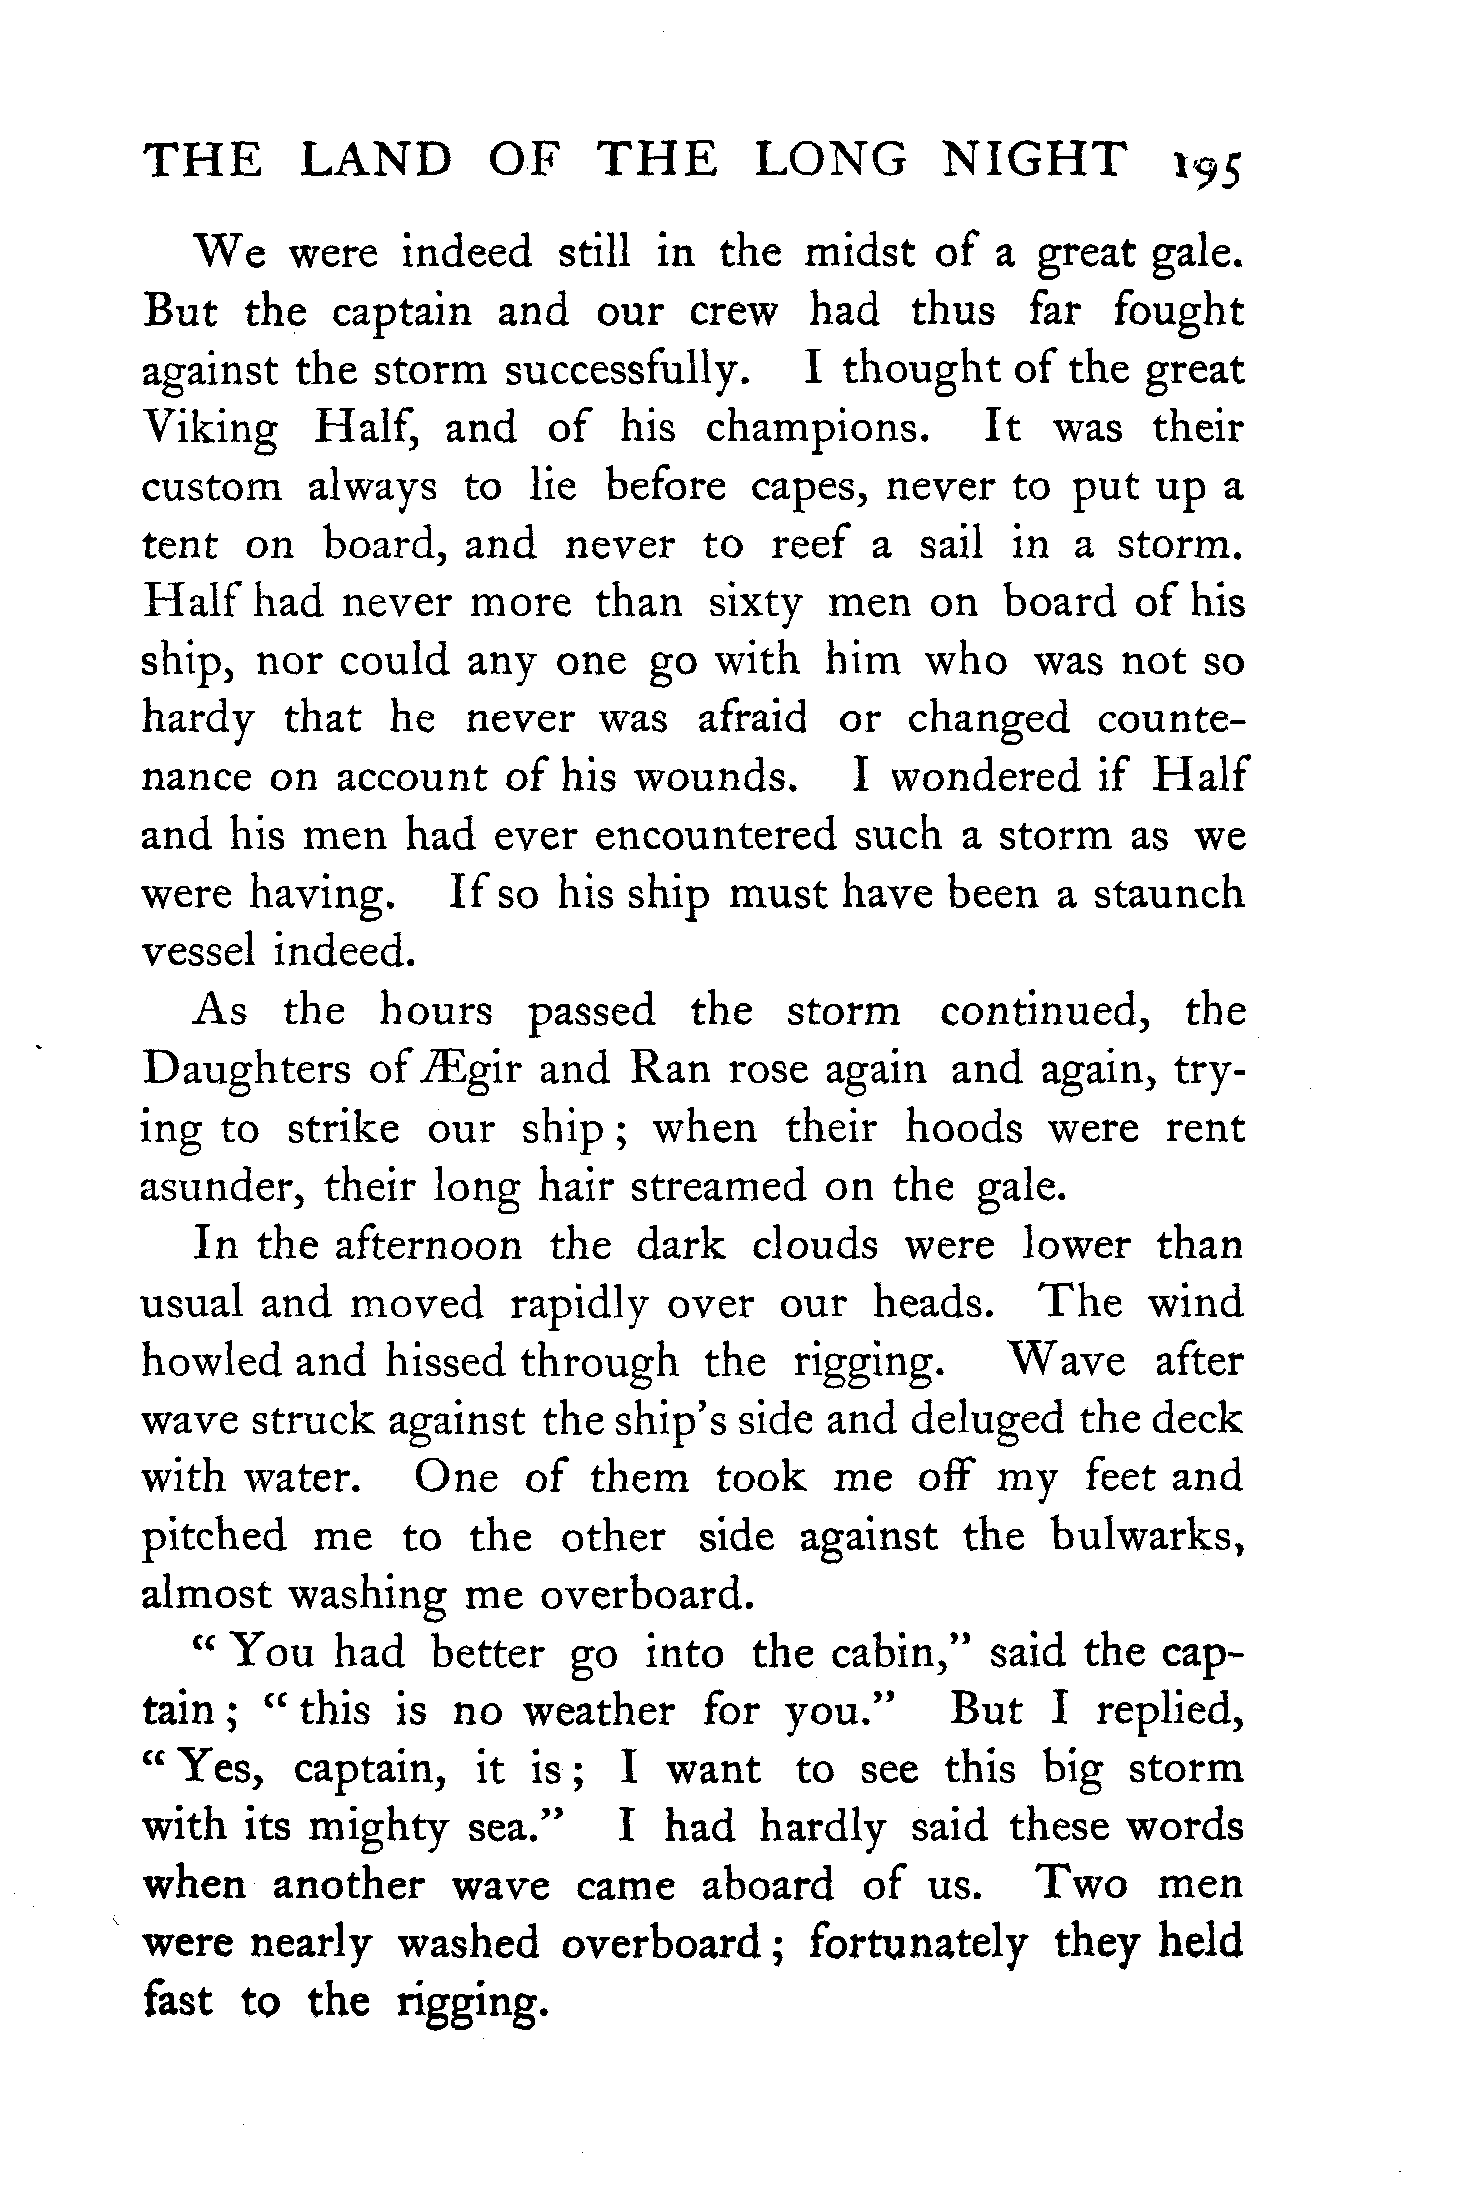 THE LAND OF THE LONG NIGHT 195
We were indeed still in the midst of a great gale.
But the captain and our crew had thus far fought
against the storm successfully. I thought of the great
Viking Half, and of his champions. It was their
custom always to lie before capes, never to put up a
tent on board, and never to reef a sail in a storm.
Half had never more than sixty men on board of his
ship, nor could any one go with him who was not so
hardy that he never was afraid or changed counte-
nance on account of his wounds. I wondered if Half
and his men had ever encountered such a storm as we
were having. If so his ship must have been a staunch
vessel indeed.
As the hours passed the storm continued, the
Daughters of Ægir and Ran rose again and again, try-
ing to strike our ship; when their hoods were rent
asunder, their long hair streamed on the gale.
In the afternoon the dark clouds were lower than
usual and moved rapidly over our heads. The wind
howled and hissed through the rigging. Wave after
wave struck against the ship's side and deluged the deck
with water. One of them took me off my feet and
pitched me to the other side against the bulwarks,
almost washing me overboard.
"You had better go into the cabin," said the cap-
tain; "this is no weather for you." But I replied,
"Yes, captain, it is; I want to see this big storm
with its mighty sea." I had hardly said these words
when another wave came aboard of us. Two men
were nearly washed overboard; fortunately they held
fast to the rigging.